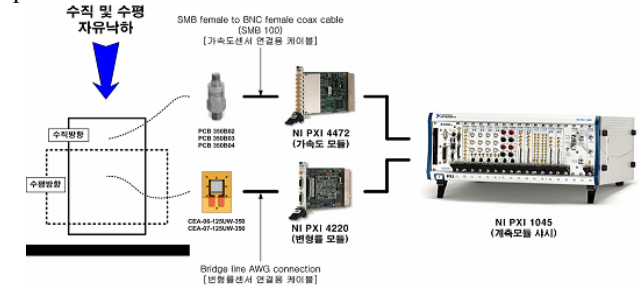 수직 및 수평
자유낙하
SMB female to BNC female coax cable
(SMB 100)
[가속도센서 연결용 케이블]
수직방향
수평방향
PCB 350B02
PCB 350B03
PCB 350B04
NI PXI 4472
(가속도 모듈)
CEA-06-125UW-350
CEA-07-125UW-350
NI PXI 4220
(변형률 모듈)
NI PXI 1045
(계측모듈 샤시)
Bridge line AWG connection
[변형률센서 연결용 케이블]